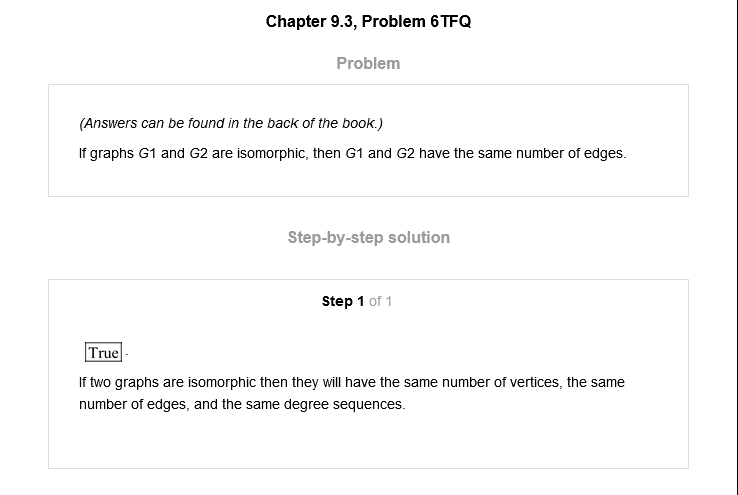 Chapter 9.3, Problem 6TFQ
Problem
(Answers can be found in the back of the book.)
If graphs G1 and G2 are isomorphic, then G1 and G2 have the same number of edges.
Step-by-step solution
Step 1 of 1
True.
If two graphs are isomorphic then they will have the same number of vertices, the same
number of edges, and the same degree sequences.